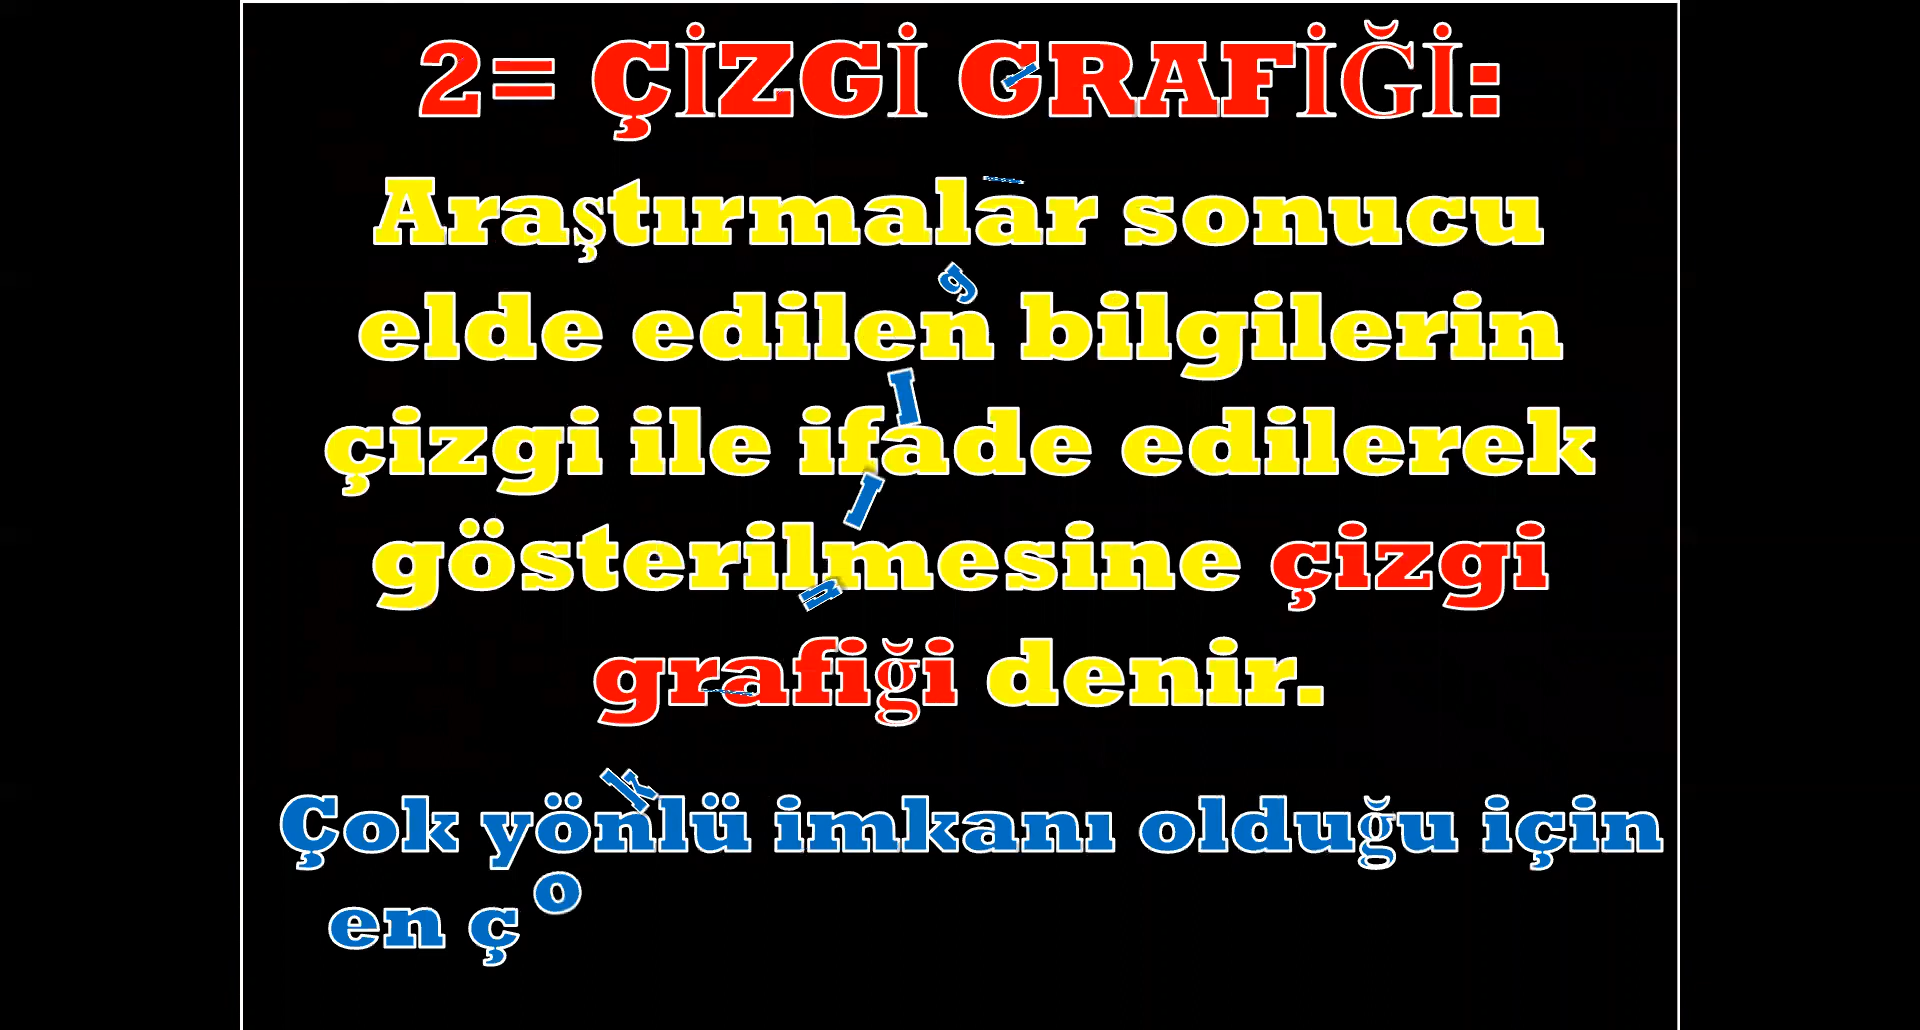 2= ÇİZGİ GRAFİĞİ:
Araştırmalar sonucu
elde edilen bilgilerin
çizgi ile ifade edilerek
gösterilmesine çizgi
grafiği denir.
Çok yönlü imkanı olduğu için
en ço